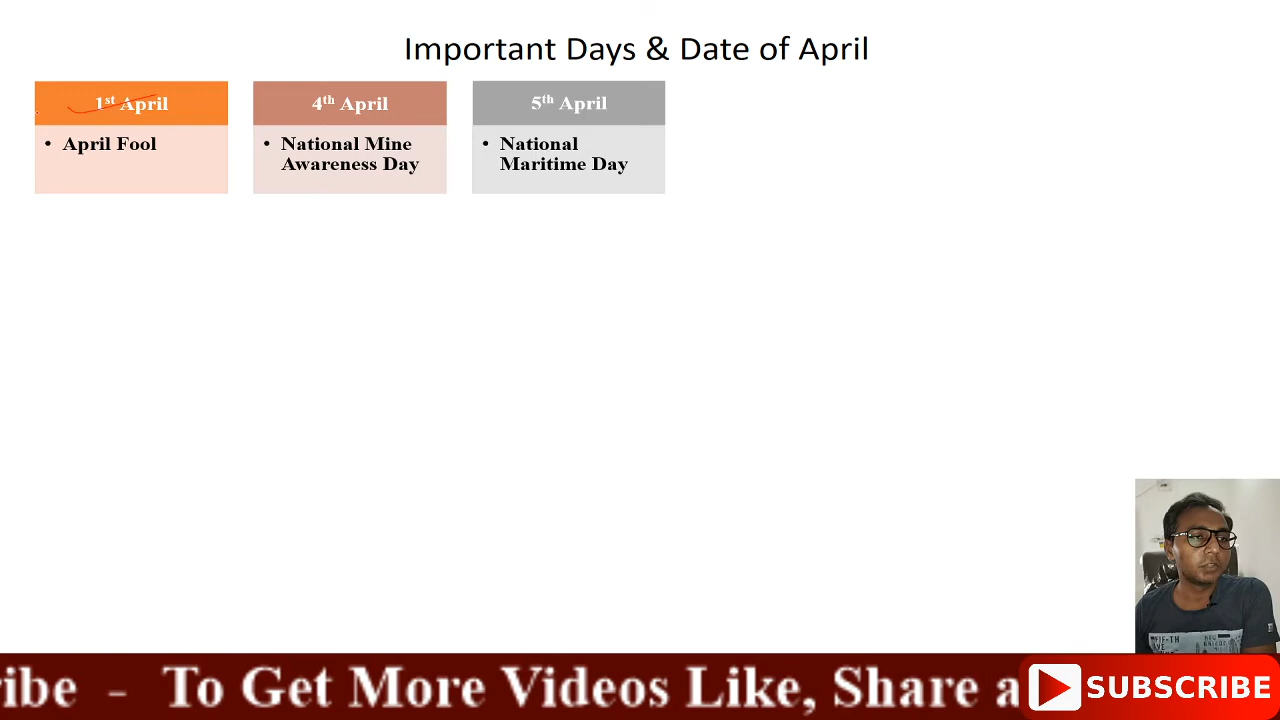 Important Days & Date of April
1st April
• April Fool
4th April
• National Mine
Awareness Day
5th April
• National
Maritime Day
ribe - To Get More Videos Like, Share a
SUBSCRIBE